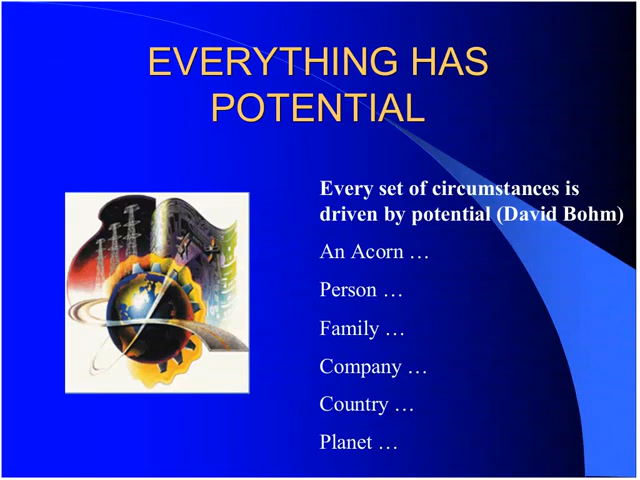 EVERYTHING HAS
POTENTIAL
Every set of circumstances is
driven by potential (David Bohm)
An Acorn …
Person …
Family …
Company …
Country …
Planet …